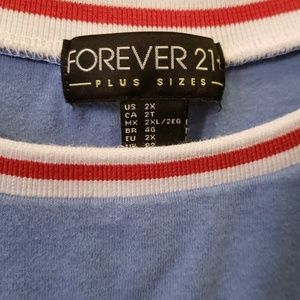 FOREVER 21+
PLUS SIZES
US 2X
CA 2T
MX 2XL/2EG
BR 46
EU 2X